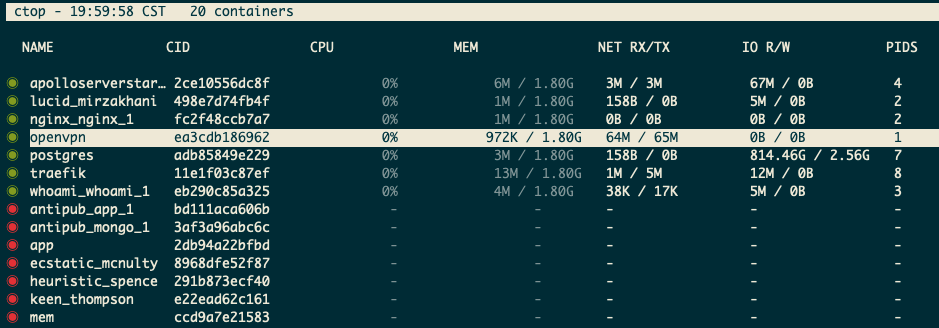 ctop - 19:59:58 CST 20 containers
NAME CID CPU MEM NET RX/TX IO R/W PIDS
apolloserverstar… 2ce10556dc8f 0% 6M / 1.80G 3M / 3M 67M / 0B 4
lucid_mirzakhani 498e7d74fb4f 0% 1M / 1.80G 158B / 0B 5M / 0B 2
nginx_nginx_1 fc2f48ccb7a7 0% 1M / 1.80G 0B / 0B 0B / 0B 2
openvpn ea3cdb186962 0% 972K / 1.80G 64M / 65M 0B / 0B 1
postgres adb85849e229 0% 3M / 1.80G 158B / 0B 814.46G / 2.56G 7
traefik 11e1f03c87ef 0% 13M / 1.80G 1M / 5M 12M / 0B 8
whoami_whoami_1 eb290c85a325 0% 4M / 1.80G 38K / 17K 5M / 0B 3
antipub_app_1 bd111aca606b - - - - -
antipub_mongo_1 3af3a96abc6c - - - - -
app 2db94a22bfbd - - - - -
ecstatic_mcnulty 8968dfe52f87 - - - - -
heuristic_spence 291b873ecf40 - - - - -
keen_thompson e22ead62c161 - - - - -
mem ccd9a7e21583 - - - - -